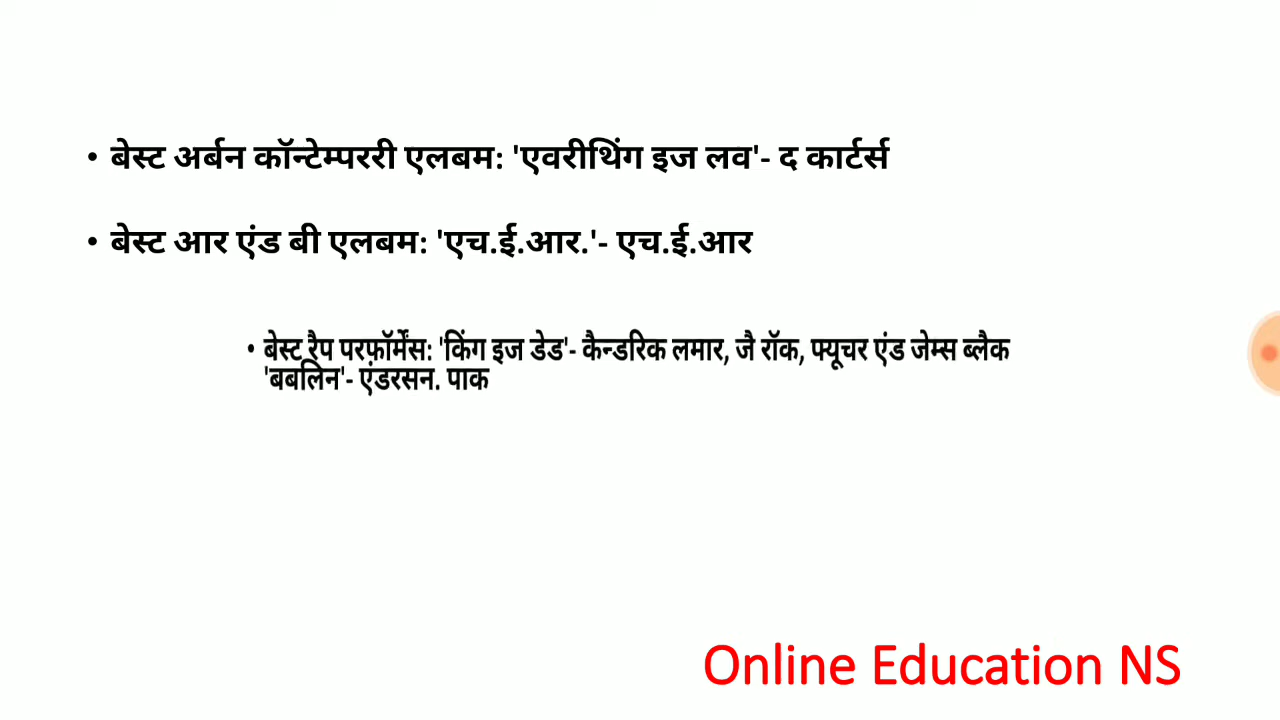 • बेस्ट अर्बन कॉन्टेम्पररी एलबम: 'एवरीथिंग इज लव'- द कार्टर्स
• बेस्ट आर एंड बी एलबम: 'एच.ई.आर.'- एच.ई.आर
• बेस्ट रैप परफॉर्मेंस: 'किंग इज डेड'- कैन्डरिक लमार, जै रॉक, फ्यूचर एंड जेम्स ब्लैक
'बबलिन'- एंडरसन. पाक
Online Education NS